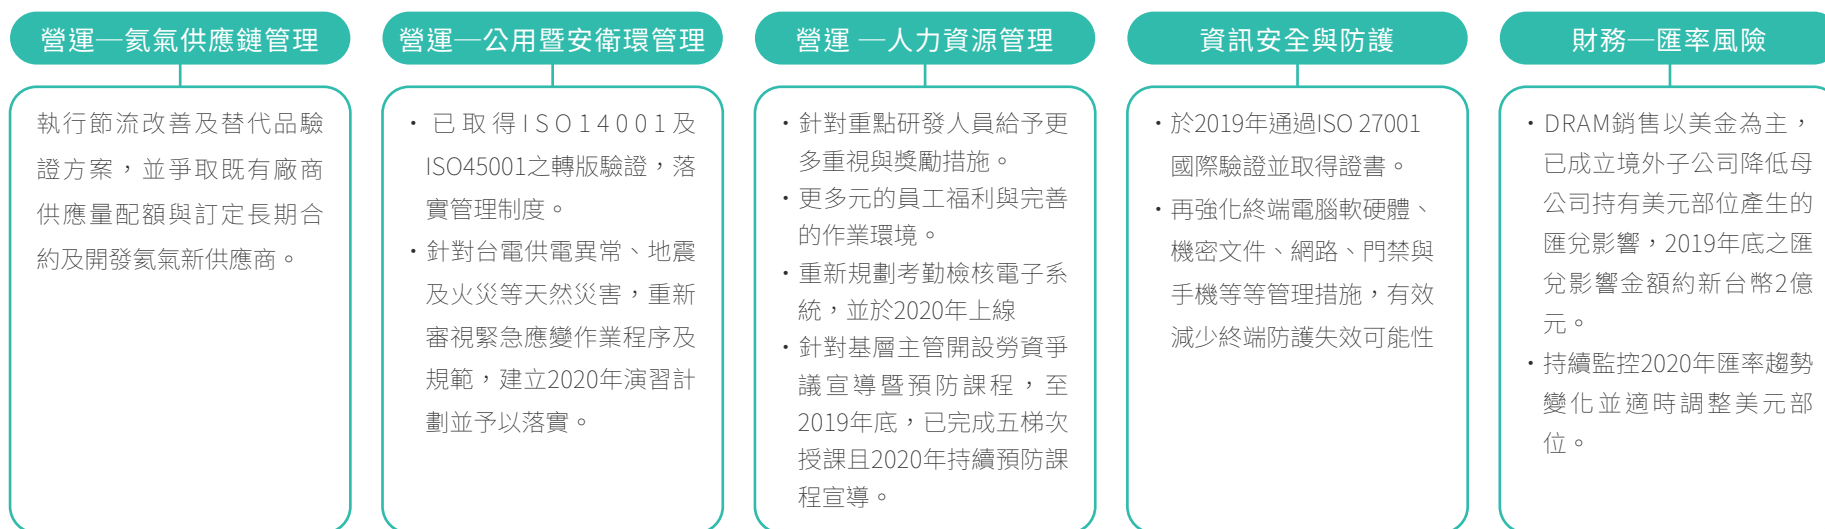 營運─氦氣供應鏈管理
執行節流改善及替代品驗
證方案，並爭取既有廠商
供應量配額與訂定長期合
約及開發氦氣新供應商。
營運─公用暨安衛環管理
・已取得ISO14001及
ISO45001之轉版驗證，落
實管理制度。
・針對台電供電異常、地震
及火災等天然災害，重新
審視緊急應變作業程序及
規範，建立2020年演習計
劃並予以落實。
營運 ─人力資源管理
・針對重點研發人員給予更
多重視與獎勵措施。
・更多元的員工福利與完善
的作業環境。
・重新規劃考勤檢核電子系
統，並於2020年上線
・針對基層主管開設勞資爭
議宣導暨預防課程，至
2019年底，已完成五梯次
授課且2020年持續預防課
程宣導。
資訊安全與防護
・於2019年通過ISO 27001
國際驗證並取得證書。
・再強化終端電腦軟硬體、
機密文件、網路、門禁與
手機等等管理措施，有效
減少終端防護失效可能性
財務─匯率風險
・DRAM銷售以美金為主，
已成立境外子公司降低母
公司持有美元部位產生的
匯兌影響，2019年底之匯
兌影響金額約新台幣2億
元。
・持續監控2020年匯率趨勢
變化並適時調整美元部
位。